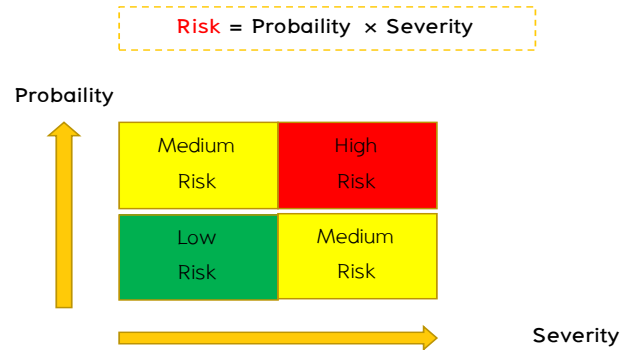 Risk = Probaility × Severity
Probaility
Medium
Risk
High
Risk
Low
Risk
Medium
Risk
Severity